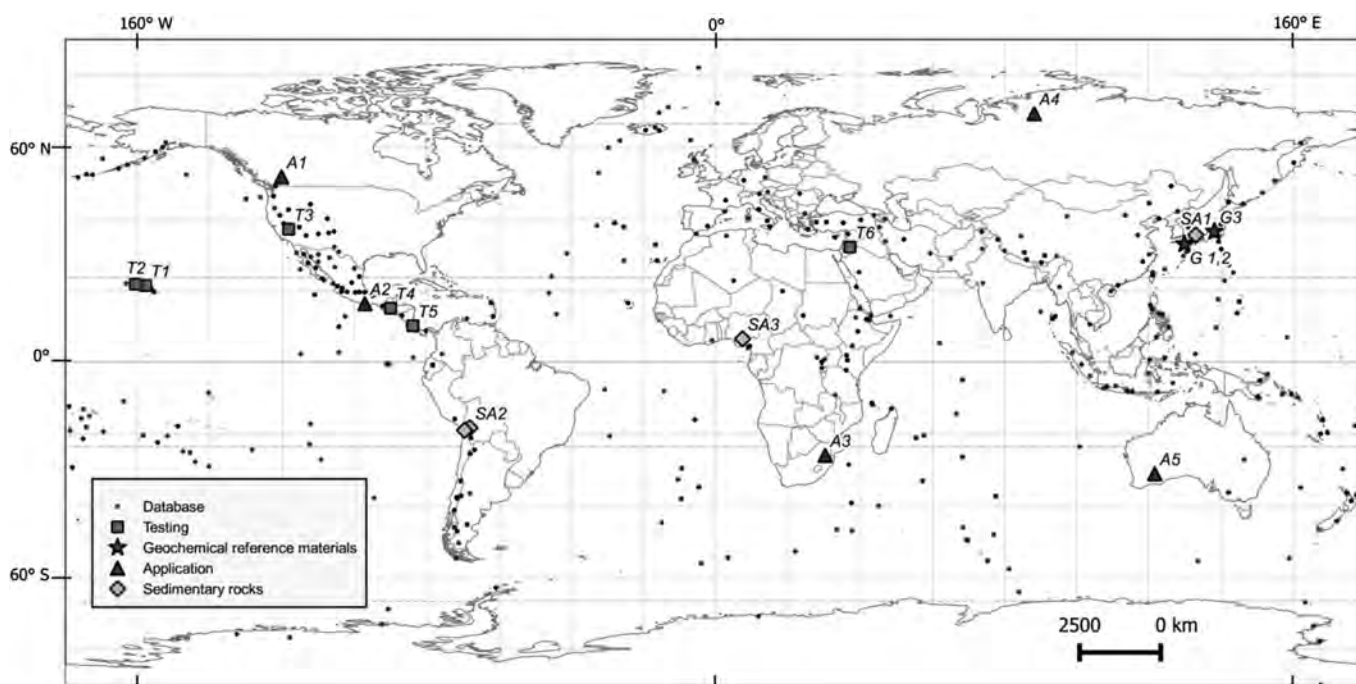 160° W 0° 160° E
A4
60° N
A1
SA1 G3
T3
T6
G 1,2
T2 T1
A2 T4
T5
SA3
0°
SA2
A3
A5
Database
Testing
Geochemical reference materials
Application
Sedimentary rocks
60° S
2500 0 km